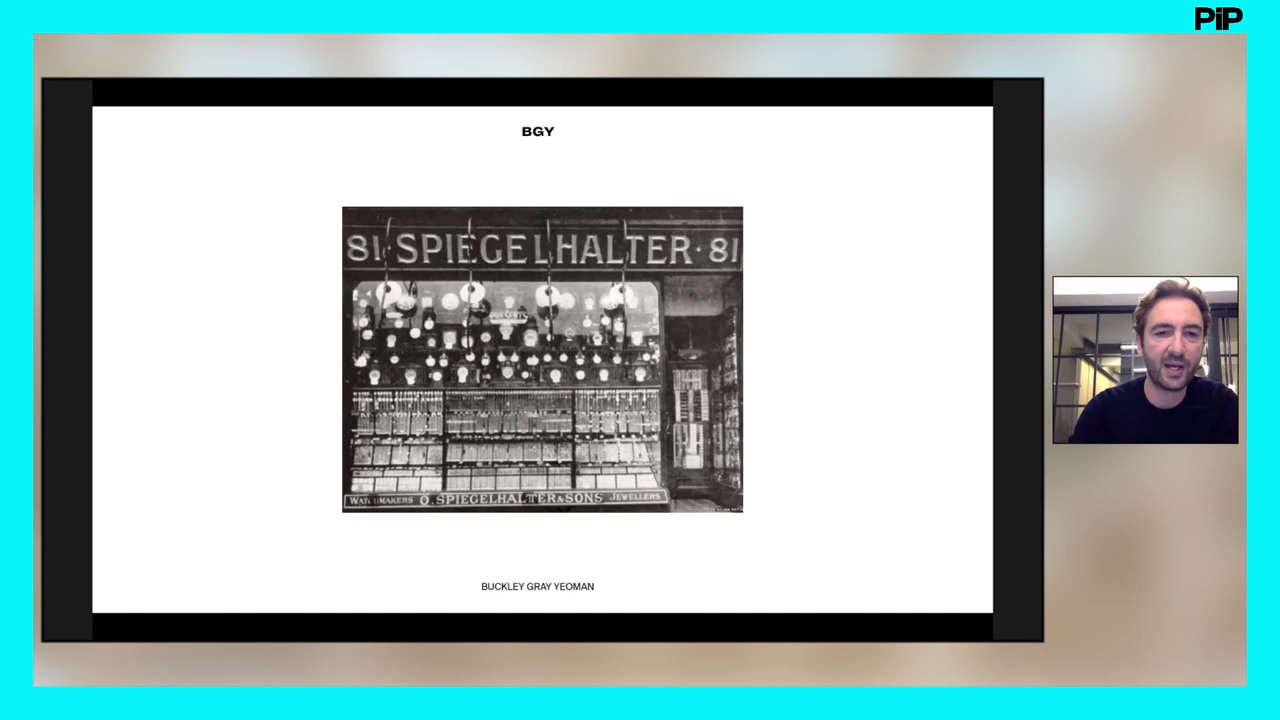 PiP
BGY
81·SPIEGELHALTER·81
WATCHMAKERS O. SPIEGELHALTER & SONS JEWELLERS
BUCKLEY GRAY YEOMAN